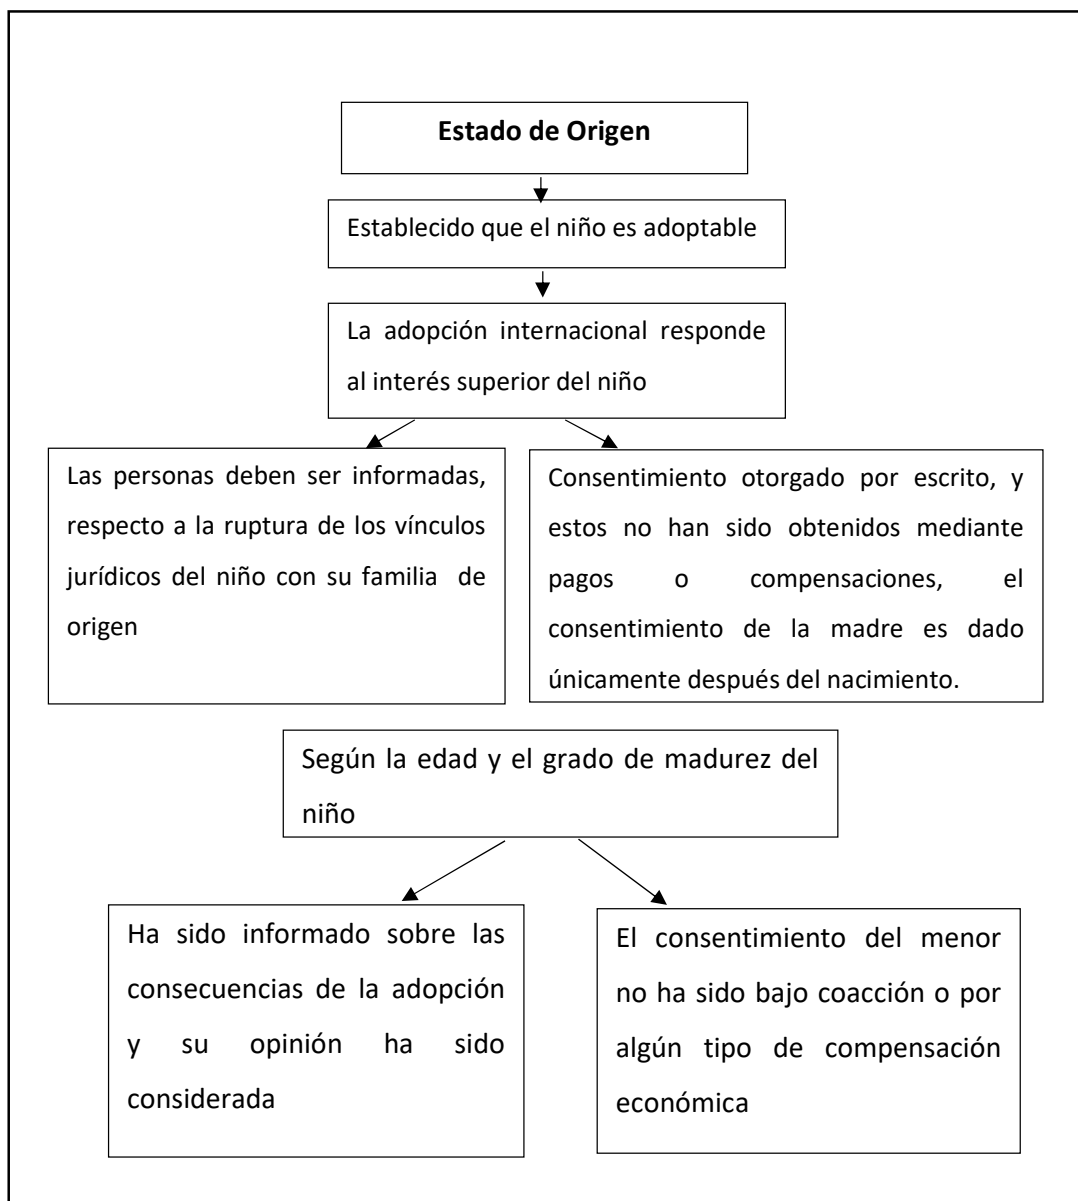 Estado de Origen
Establecido que el niño es adoptable
La adopción internacional responde
al interés superior del niño
Las personas deben ser informadas,
respecto a la ruptura de los vínculos
jurídicos del niño con su familia de
origen
Consentimiento otorgado por escrito, y
estos no han sido obtenidos mediante
pagos o compensaciones, el
consentimiento de la madre es dado
únicamente después del nacimiento.
Según la edad y el grado de madurez del
niño
Ha sido informado sobre las
consecuencias de la adopción
y su opinión ha sido
considerada
El consentimiento del menor
no ha sido bajo coacción o por
algún tipo de compensación
económica